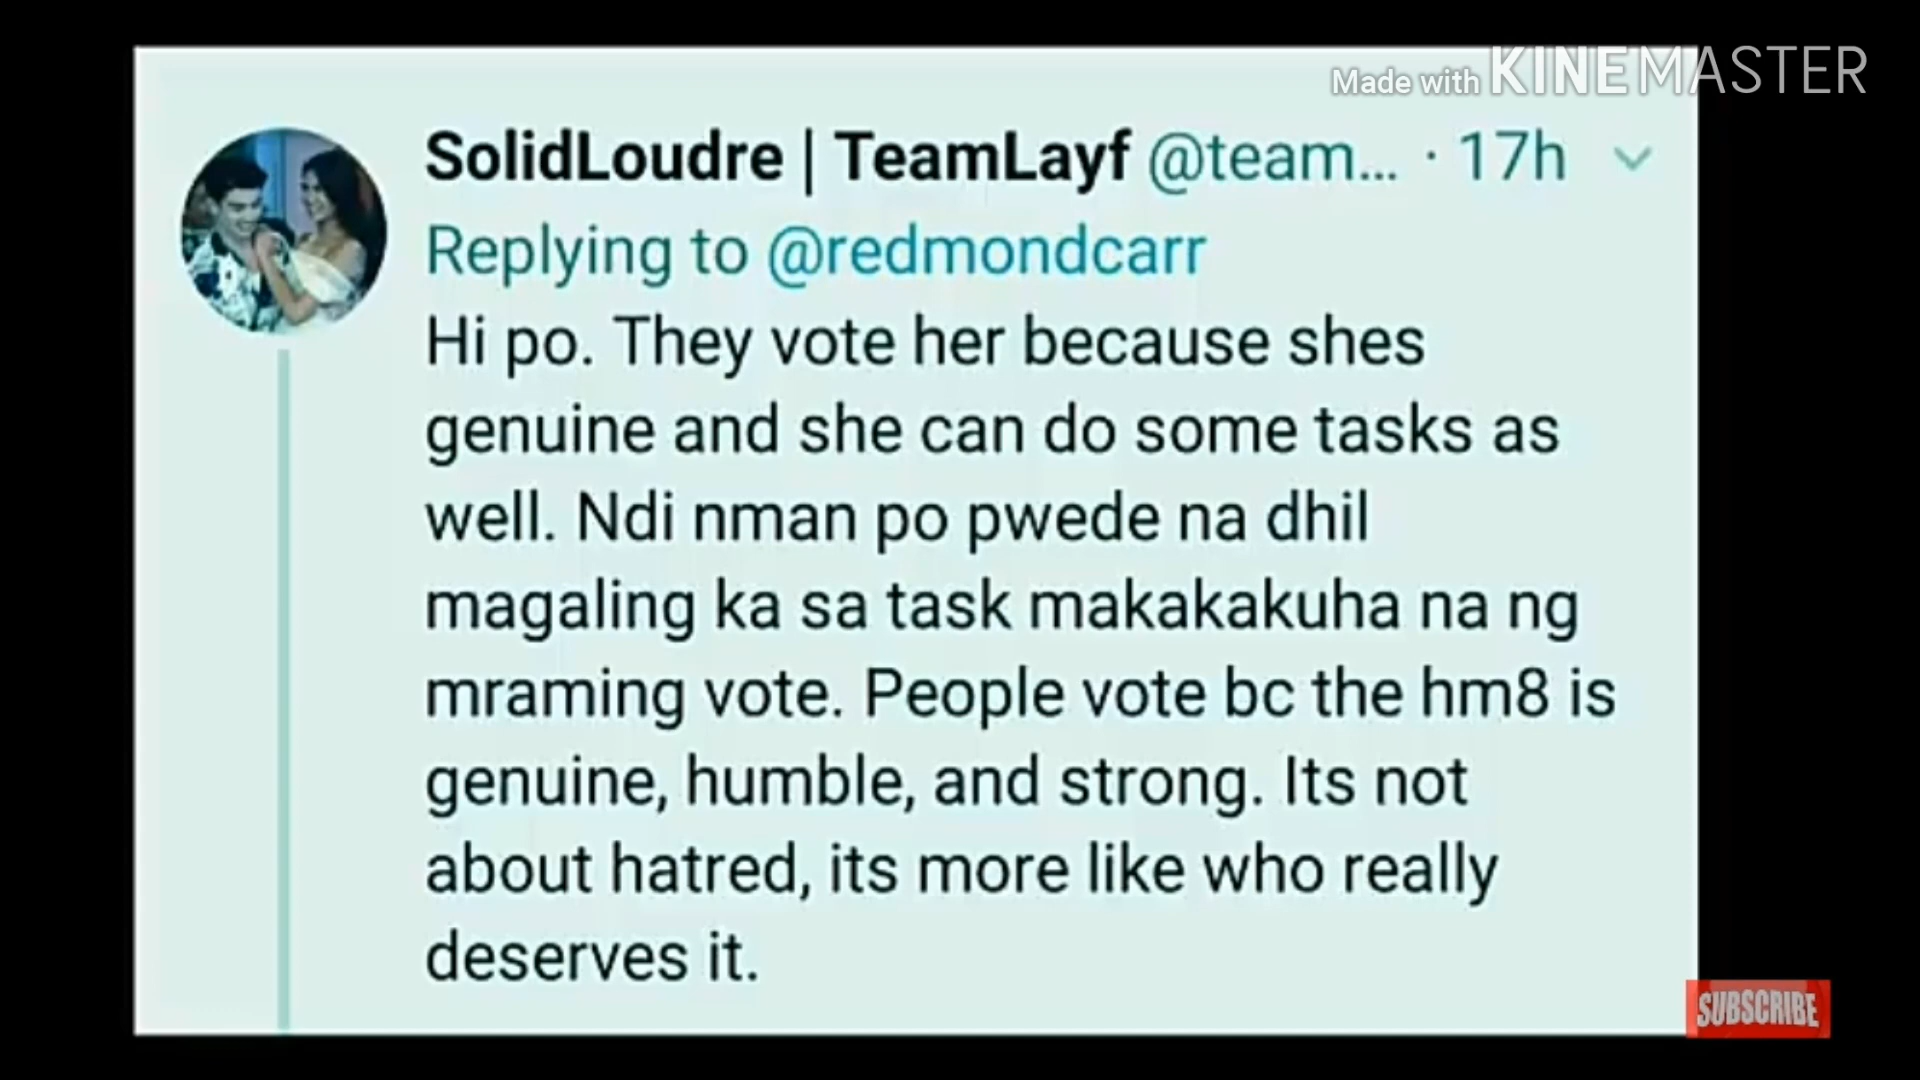 Made with KINEMASTER
SolidLoudre | TeamLayf @team... · 17h
Replying to @redmondcarr
Hi po. They vote her because shes
genuine and she can do some tasks as
well. Ndi nman po pwede na dhil
magaling ka sa task makakakuha na ng
mraming vote. People vote bc the hm8 is
genuine, humble, and strong. Its not
about hatred, its more like who really
deserves it.
SUBSCRIBE